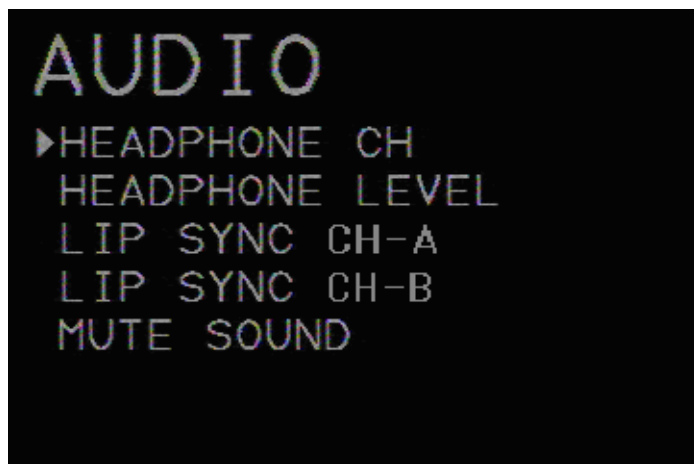 AUDIO
▶HEADPHONE CH
HEADPHONE LEVEL
LIP SYNC CH-A
LIP SYNC CH-B
MUTE SOUND